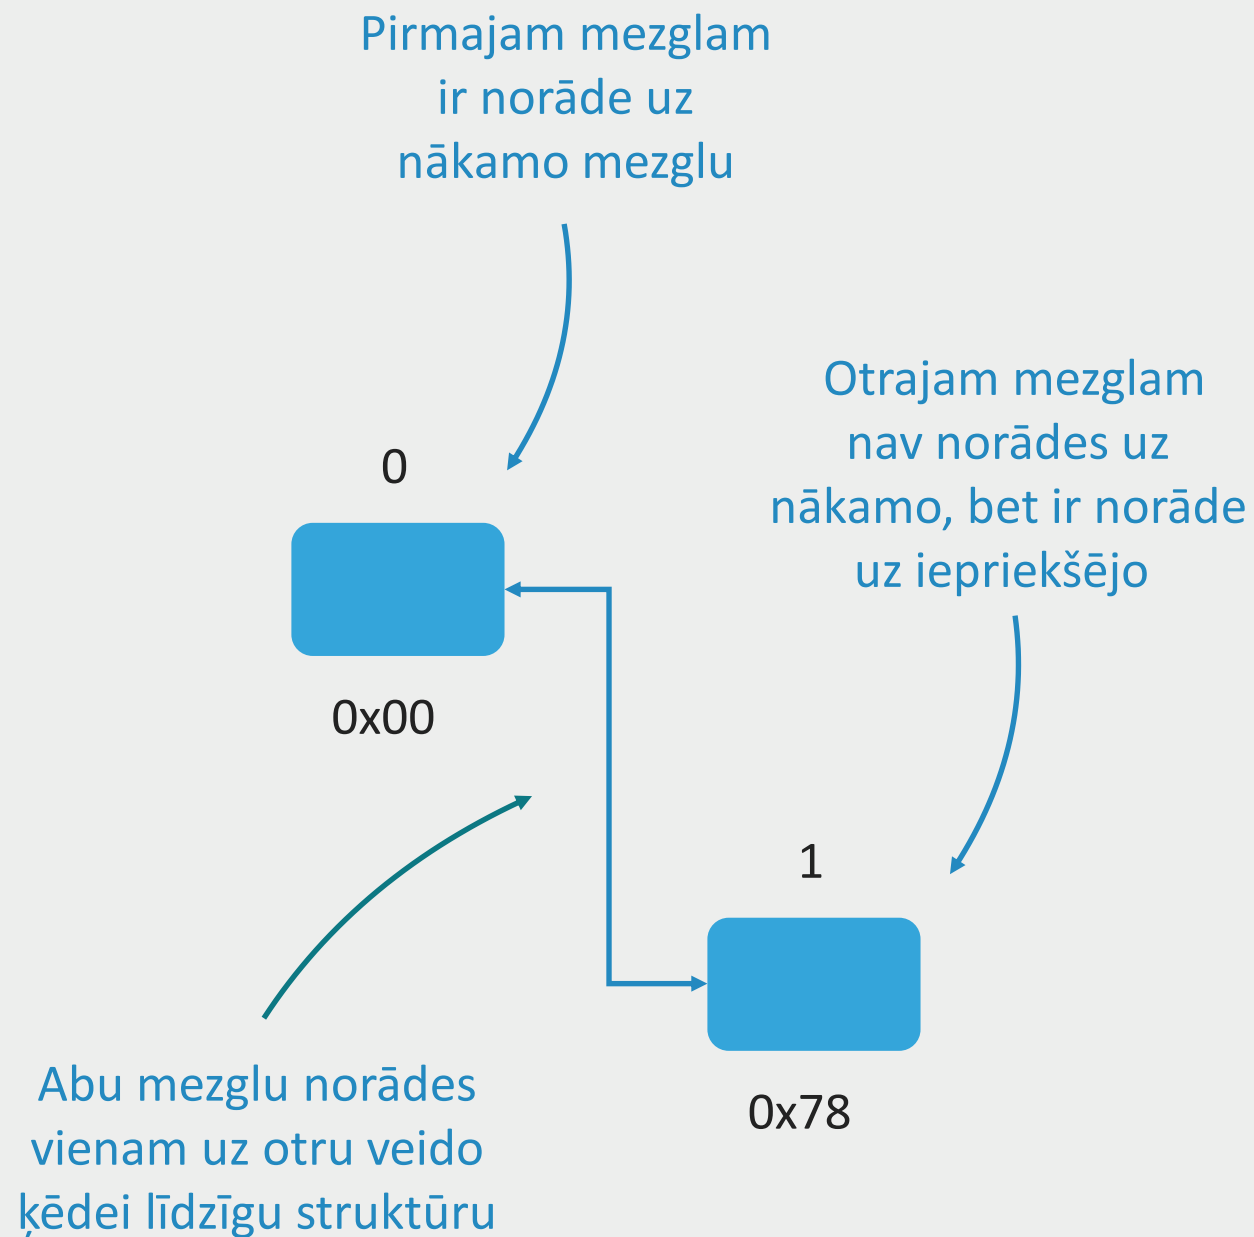 Pirmajam mezglam
ir norāde uz
nākamo mezglu
Otrajam mezglam
nav norādes uz
nākamo, bet ir norāde
uz iepriekšējo
0
0x00
1
0x78
Abu mezglu norādes
vienam uz otru veido
ķēdei līdzīgu struktūru